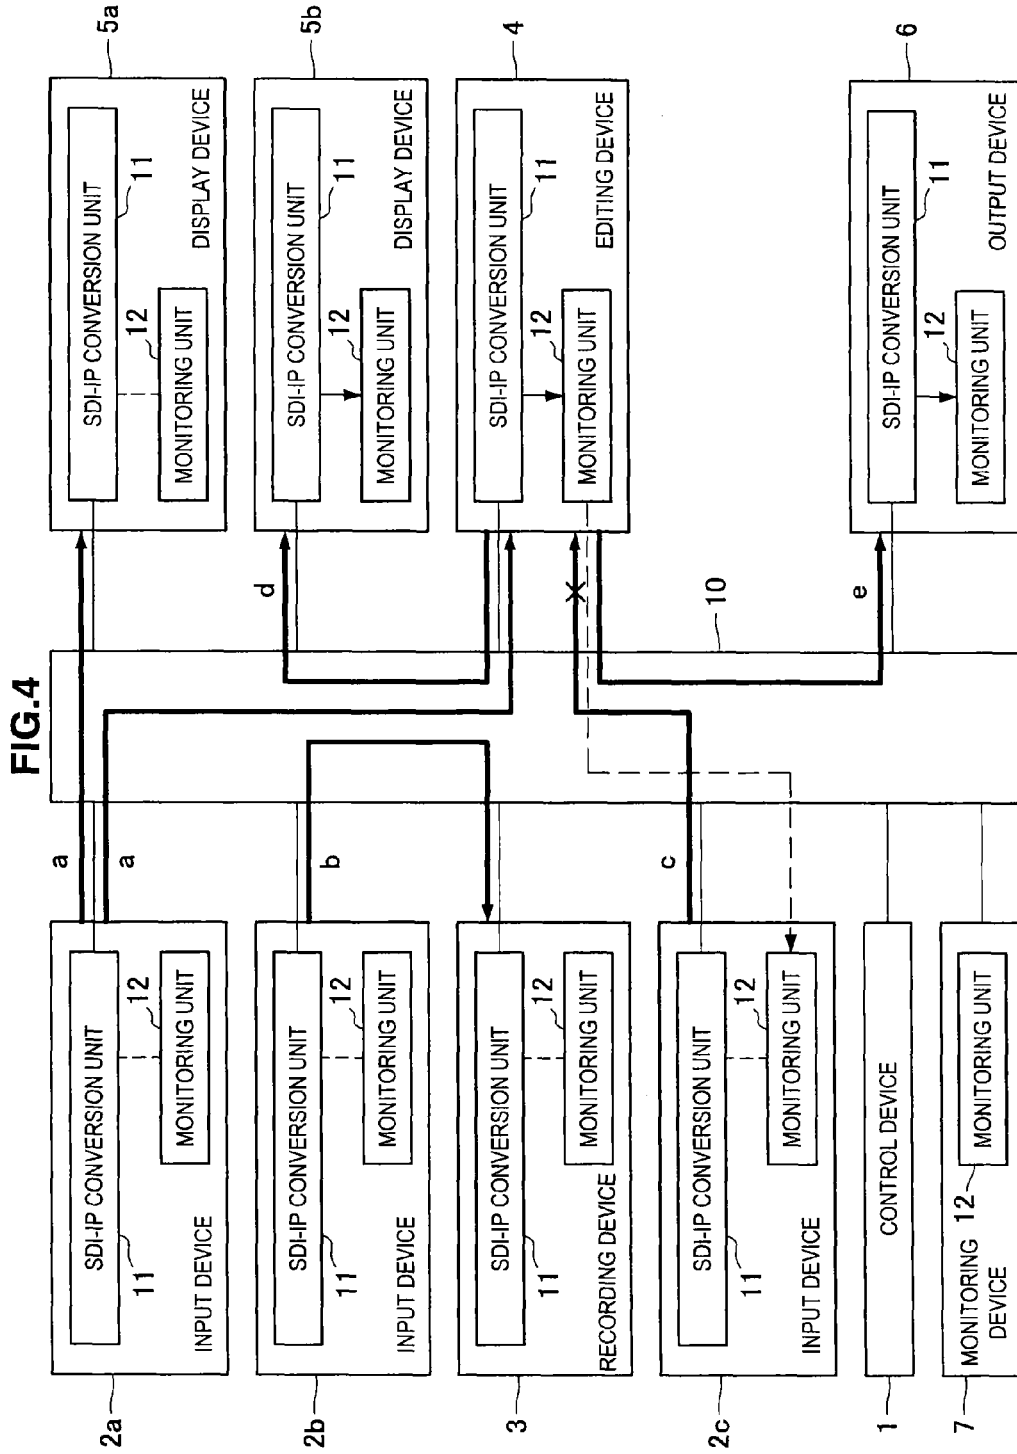 FIG.4
2a
INPUT DEVICE
11
SDI-IP CONVERSION UNIT
12
MONITORING UNIT
a
a
5a
DISPLAY DEVICE
11
SDI-IP CONVERSION UNIT
12
MONITORING UNIT
2b
INPUT DEVICE
11
SDI-IP CONVERSION UNIT
12
MONITORING UNIT
b
d
5b
DISPLAY DEVICE
11
SDI-IP CONVERSION UNIT
12
MONITORING UNIT
3
RECORDING DEVICE
11
SDI-IP CONVERSION UNIT
12
MONITORING UNIT
4
EDITING DEVICE
11
SDI-IP CONVERSION UNIT
12
MONITORING UNIT
2c
INPUT DEVICE
11
SDI-IP CONVERSION UNIT
12
MONITORING UNIT
c
10
1
CONTROL DEVICE
e
6
OUTPUT DEVICE
11
SDI-IP CONVERSION UNIT
12
MONITORING UNIT
7
MONITORING
DEVICE
12
MONITORING UNIT